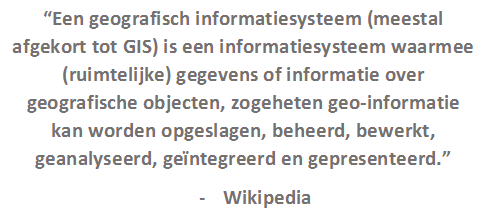 “Een geografisch informatiesysteem (meestal
afgekort tot GIS) is een informatiesysteem waarmee
(ruimtelijke) gegevens of informatie over
geografische objecten, zogeheten geo-informatie
kan worden opgeslagen, beheerd, bewerkt,
geanalyseerd, geïntegreerd en gepresenteerd.”
- Wikipedia